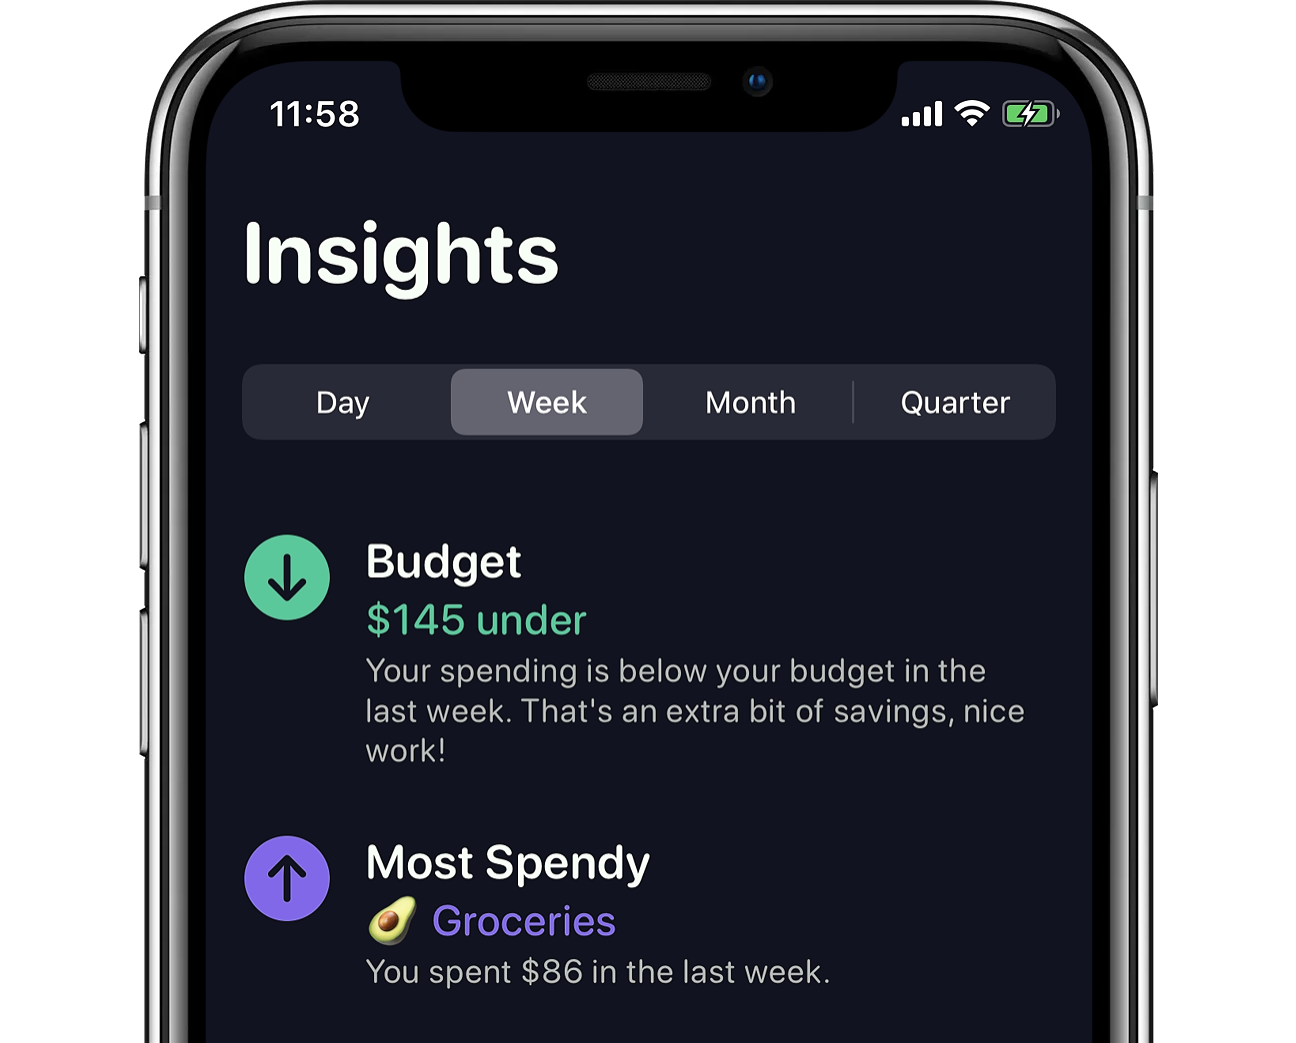 11:58
Insights
Day Week Month Quarter
Budget
$145 under
Your spending is below your budget in the
last week. That's an extra bit of savings, nice
work!
Most Spendy
🥑 Groceries
You spent $86 in the last week.